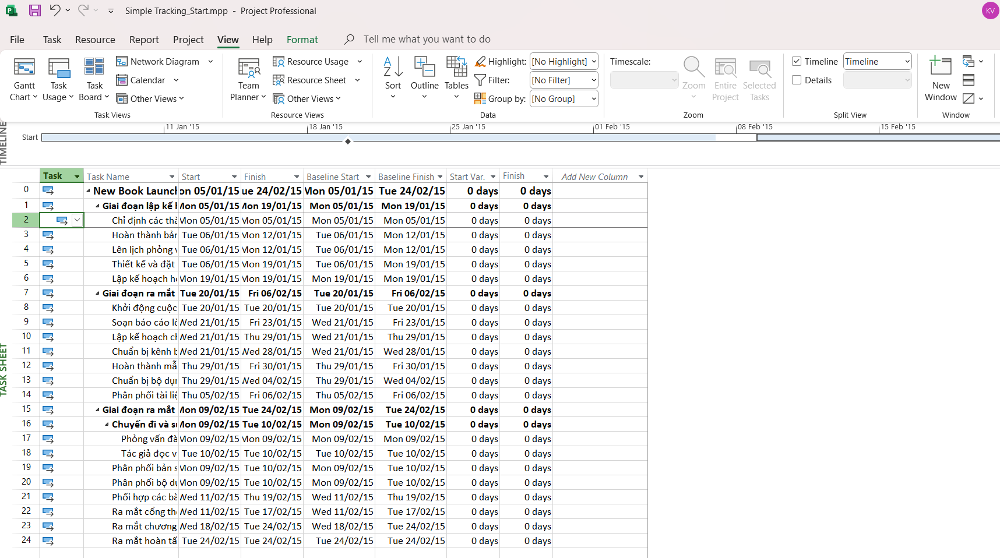 Simple Tracking_Start.mpp - Project Professional
KV
File Task Resource Report Project View Help Format Tell me what you want to do
Gantt Chart
Task Usage
Task Board
Network Diagram
Calendar
Other Views
Task Views
Team Planner
Resource Usage
Resource Sheet
Other Views
Resource Views
Sort
Outline
Tables
Highlight: [No Highlight]
Filter: [No Filter]
Group by: [No Group]
Data
Timescale:
Zoom
Entire Project
Selected Tasks
Zoom
Timeline Timeline
Details
Split View
New Window
Window
TIMELINE
11 Jan '15 18 Jan '15 25 Jan '15 01 Feb '15 08 Feb '15 15 Feb '15
Start
TASK SHEET
Task Task Name Start Finish Baseline Start Baseline Finish Start Var. Finish Add New Column
0 New Book Launch on 05/01/15 ue 24/02/15 Mon 05/01/15 Tue 24/02/15 0 days 0 days
1 Giai đoạn lập kế Mon 05/01/15 Mon 19/01/15 Mon 05/01/15 Mon 19/01/15 0 days 0 days
2 Chỉ định các thà Mon 05/01/15 Mon 05/01/15 Mon 05/01/15 Mon 05/01/15 0 days 0 days
3 Hoàn thành bản Tue 06/01/15 Mon 12/01/15 Tue 06/01/15 Mon 12/01/15 0 days 0 days
4 Lên lịch phỏng v Tue 06/01/15 Mon 12/01/15 Tue 06/01/15 Mon 12/01/15 0 days 0 days
5 Thiết kế và đặt Tue 06/01/15 Mon 19/01/15 Tue 06/01/15 Mon 19/01/15 0 days 0 days
6 Lập kế hoạch Mon 19/01/15 Mon 19/01/15 Mon 19/01/15 Mon 19/01/15 0 days 0 days
7 Giai đoạn ra mắt Tue 20/01/15 Fri 06/02/15 Tue 20/01/15 Fri 06/02/15 0 days 0 days
8 Khởi động cuộc Tue 20/01/15 Tue 20/01/15 Tue 20/01/15 Tue 20/01/15 0 days 0 days
9 Soạn báo cáo Wed 21/01/15 Fri 23/01/15 Wed 21/01/15 Fri 23/01/15 0 days 0 days
10 Lập kế hoạch Wed 21/01/15 Thu 29/01/15 Wed 21/01/15 Thu 29/01/15 0 days 0 days
11 Chuẩn bị kênh Wed 21/01/15 Wed 28/01/15 Wed 21/01/15 Wed 28/01/15 0 days 0 days
12 Hoàn thành mẫ Thu 29/01/15 Fri 30/01/15 Thu 29/01/15 Fri 30/01/15 0 days 0 days
13 Chuẩn bị bộ dụn Thu 29/01/15 Wed 04/02/15 Thu 29/01/15 Wed 04/02/15 0 days 0 days
14 Phân phối tài liệ Thu 05/02/15 Fri 06/02/15 Thu 05/02/15 Fri 06/02/15 0 days 0 days
15 Giai đoạn ra mắt Mon 09/02/15 Tue 24/02/15 Mon 09/02/15 Tue 24/02/15 0 days 0 days
16 Chuyến đi và sự Mon 09/02/15 Tue 10/02/15 Mon 09/02/15 Tue 10/02/15 0 days 0 days
17 Phỏng vấn đà Mon 09/02/15 Mon 09/02/15 Mon 09/02/15 Mon 09/02/15 0 days 0 days
18 Tác giả đọc v Tue 10/02/15 Tue 10/02/15 Tue 10/02/15 Tue 10/02/15 0 days 0 days
19 Phân phối bản s Mon 09/02/15 Tue 10/02/15 Mon 09/02/15 Tue 10/02/15 0 days 0 days
20 Phân phối bộ dụ Mon 09/02/15 Tue 10/02/15 Mon 09/02/15 Tue 10/02/15 0 days 0 days
21 Phối hợp các bà Wed 11/02/15 Thu 19/02/15 Wed 11/02/15 Thu 19/02/15 0 days 0 days
22 Ra mắt cổng Wed 11/02/15 Tue 17/02/15 Wed 11/02/15 Tue 17/02/15 0 days 0 days
23 Ra mắt chương Wed 18/02/15 Tue 24/02/15 Wed 18/02/15 Tue 24/02/15 0 days 0 days
24 Ra mắt hoàn tấ Tue 24/02/15 Tue 24/02/15 Tue 24/02/15 Tue 24/02/15 0 days 0 days